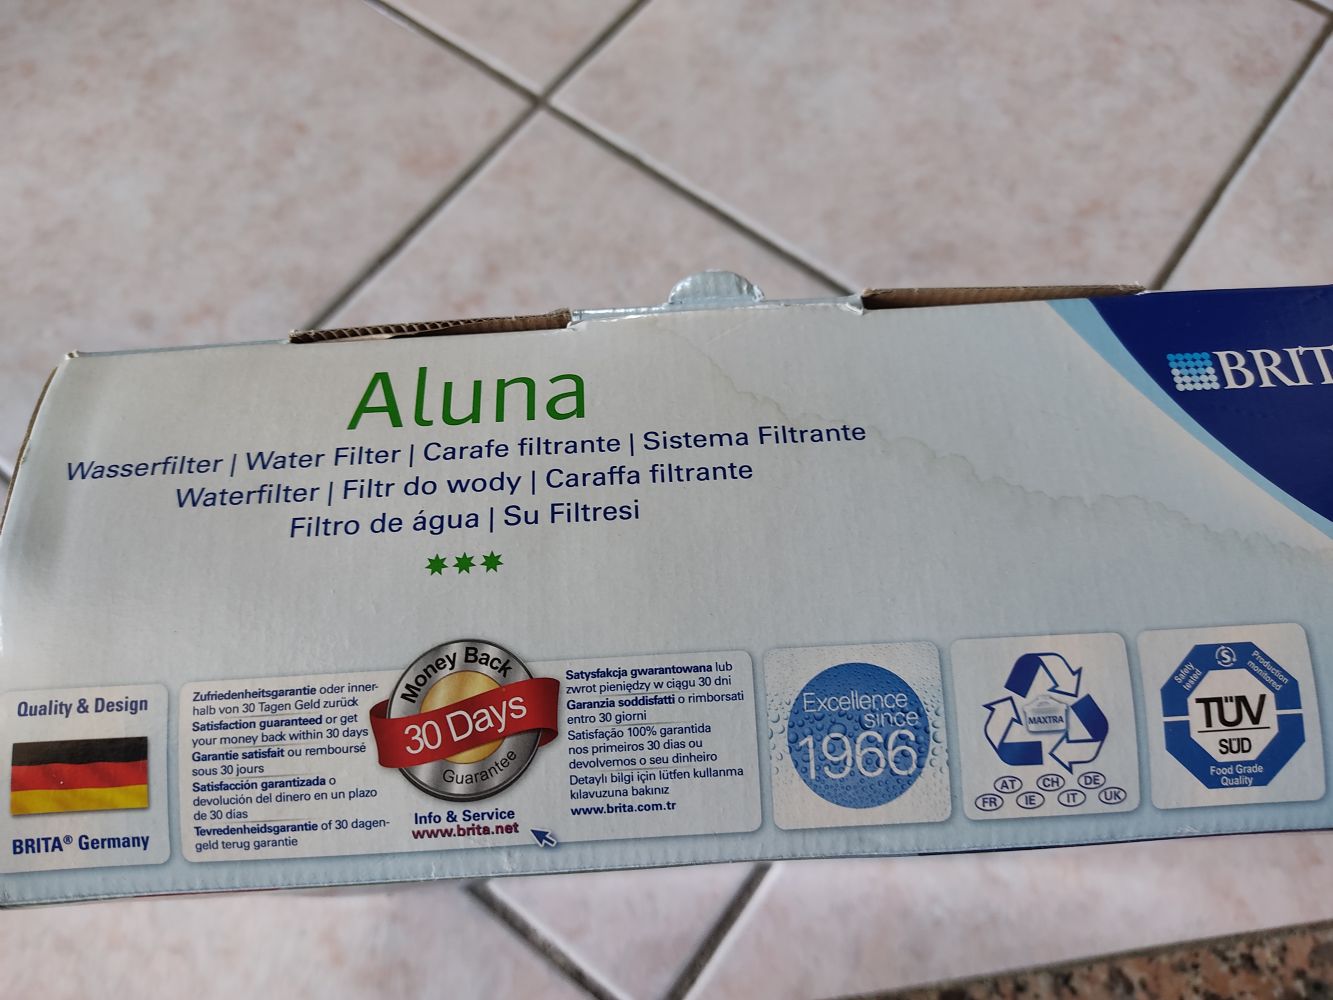 Aluna
BRIT
Wasserfilter | Water Filter | Carafe filtrante | Sistema Filtrante
Waterfilter | Filtr do wody | Caraffa filtrante
Filtro de água | Su Filtresi
Quality & Design
BRITA® Germany
Zufriedenheitsgarantie oder inner-
halb von 30 Tagen Geld zurück
Satisfaction guaranteed or get
your money back within 30 days
Garantie satisfait ou remboursé
sous 30 jours
Satisfacción garantizada o
devolución del dinero en un plazo
de 30 días
Tevredenheidsgarantie of 30 dagen-
geld terug garantie
Money Back
30 Days
Guarantee
Info & Service
www.brita.net
Satysfakcja gwarantowana lub
zwrot pieniędzy w ciągu 30 dni
Garanzia soddisfatti o rimborsati
entro 30 giorni
Satisfação 100% garantida
nos primeiros 30 dias ou
devolvemos o seu dinheiro
Detaylı bilgi için lütfen kullanma
kılavuzuna bakınız
www.brita.com.tr
Excellence
since
1966
MAXTRA
AT CH DE
FR IE IT UK
Safety
tested
Production
monitored
TÜV
SÜD
Food Grade
Quality